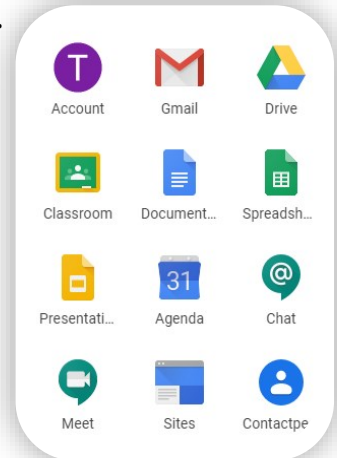 T
Account Gmail Drive
Classroom Document... Spreadsh...
31 @
Presentati... Agenda Chat
Meet Sites Contactpe